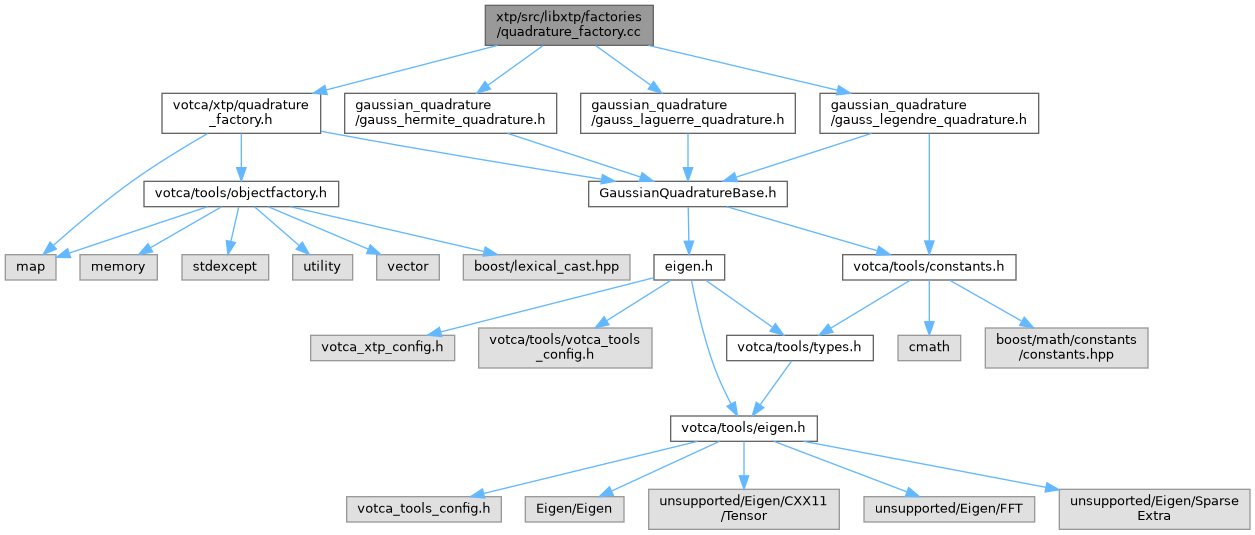 xtp/src/libxtp/factories
/quadrature_factory.cc
votca/xtp/quadrature
_factory.h
gaussian_quadrature
/gauss_hermite_quadrature.h
gaussian_quadrature
/gauss_laguerre_quadrature.h
gaussian_quadrature
/gauss_legendre_quadrature.h
votca/tools/objectfactory.h
GaussianQuadratureBase.h
map
memory
stdexcept
utility
vector
boost/lexical_cast.hpp
eigen.h
votca/tools/constants.h
votca_xtp_config.h
votca/tools/votca_tools
_config.h
votca/tools/types.h
cmath
boost/math/constants
/constants.hpp
votca/tools/eigen.h
votca_tools_config.h
Eigen/Eigen
unsupported/Eigen/CXX11
/Tensor
unsupported/Eigen/FFT
unsupported/Eigen/Sparse
Extra